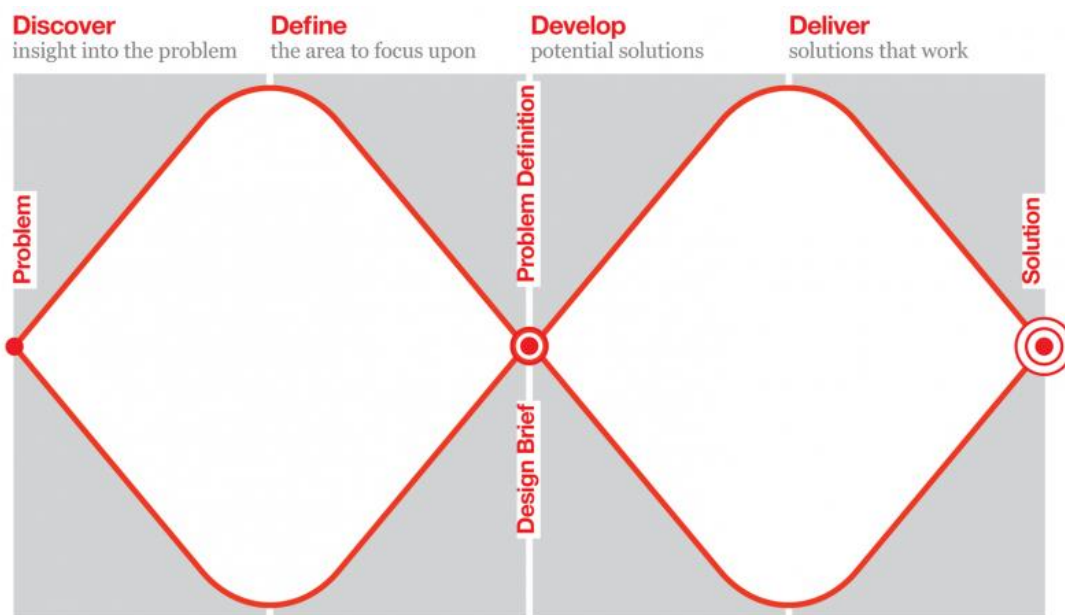 Discover
insight into the problem
Define
the area to focus upon
Develop
potential solutions
Deliver
solutions that work
Problem
Problem Definition
Design Brief
Solution